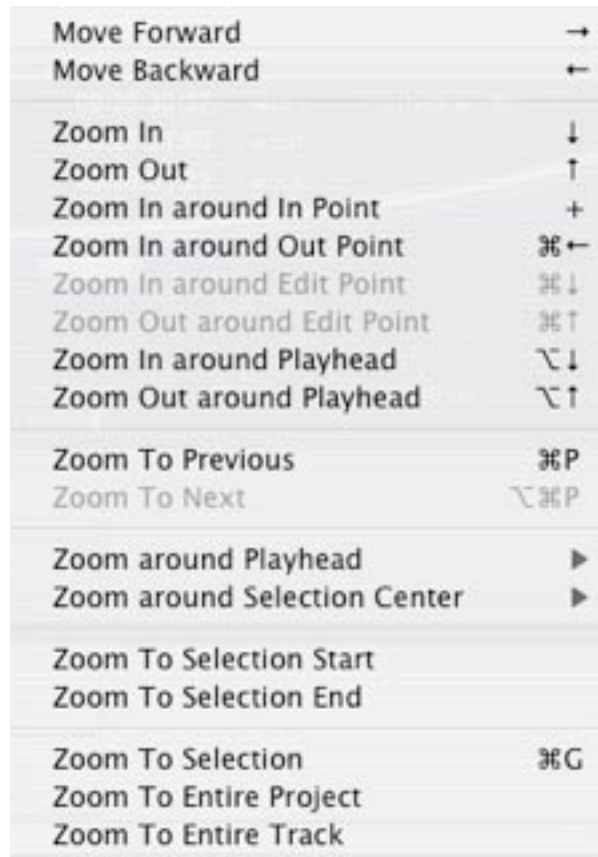 Move Forward →
Move Backward ←
Zoom In ↓
Zoom Out ↑
Zoom In around In Point +
Zoom In around Out Point ⌘←
Zoom In around Edit Point ⌘↓
Zoom Out around Edit Point ⌘↑
Zoom In around Playhead ⌥↓
Zoom Out around Playhead ⌥↑
Zoom To Previous ⌘P
Zoom To Next ⌥⌘P
Zoom around Playhead ▶
Zoom around Selection Center ▶
Zoom To Selection Start
Zoom To Selection End
Zoom To Selection ⌘G
Zoom To Entire Project
Zoom To Entire Track